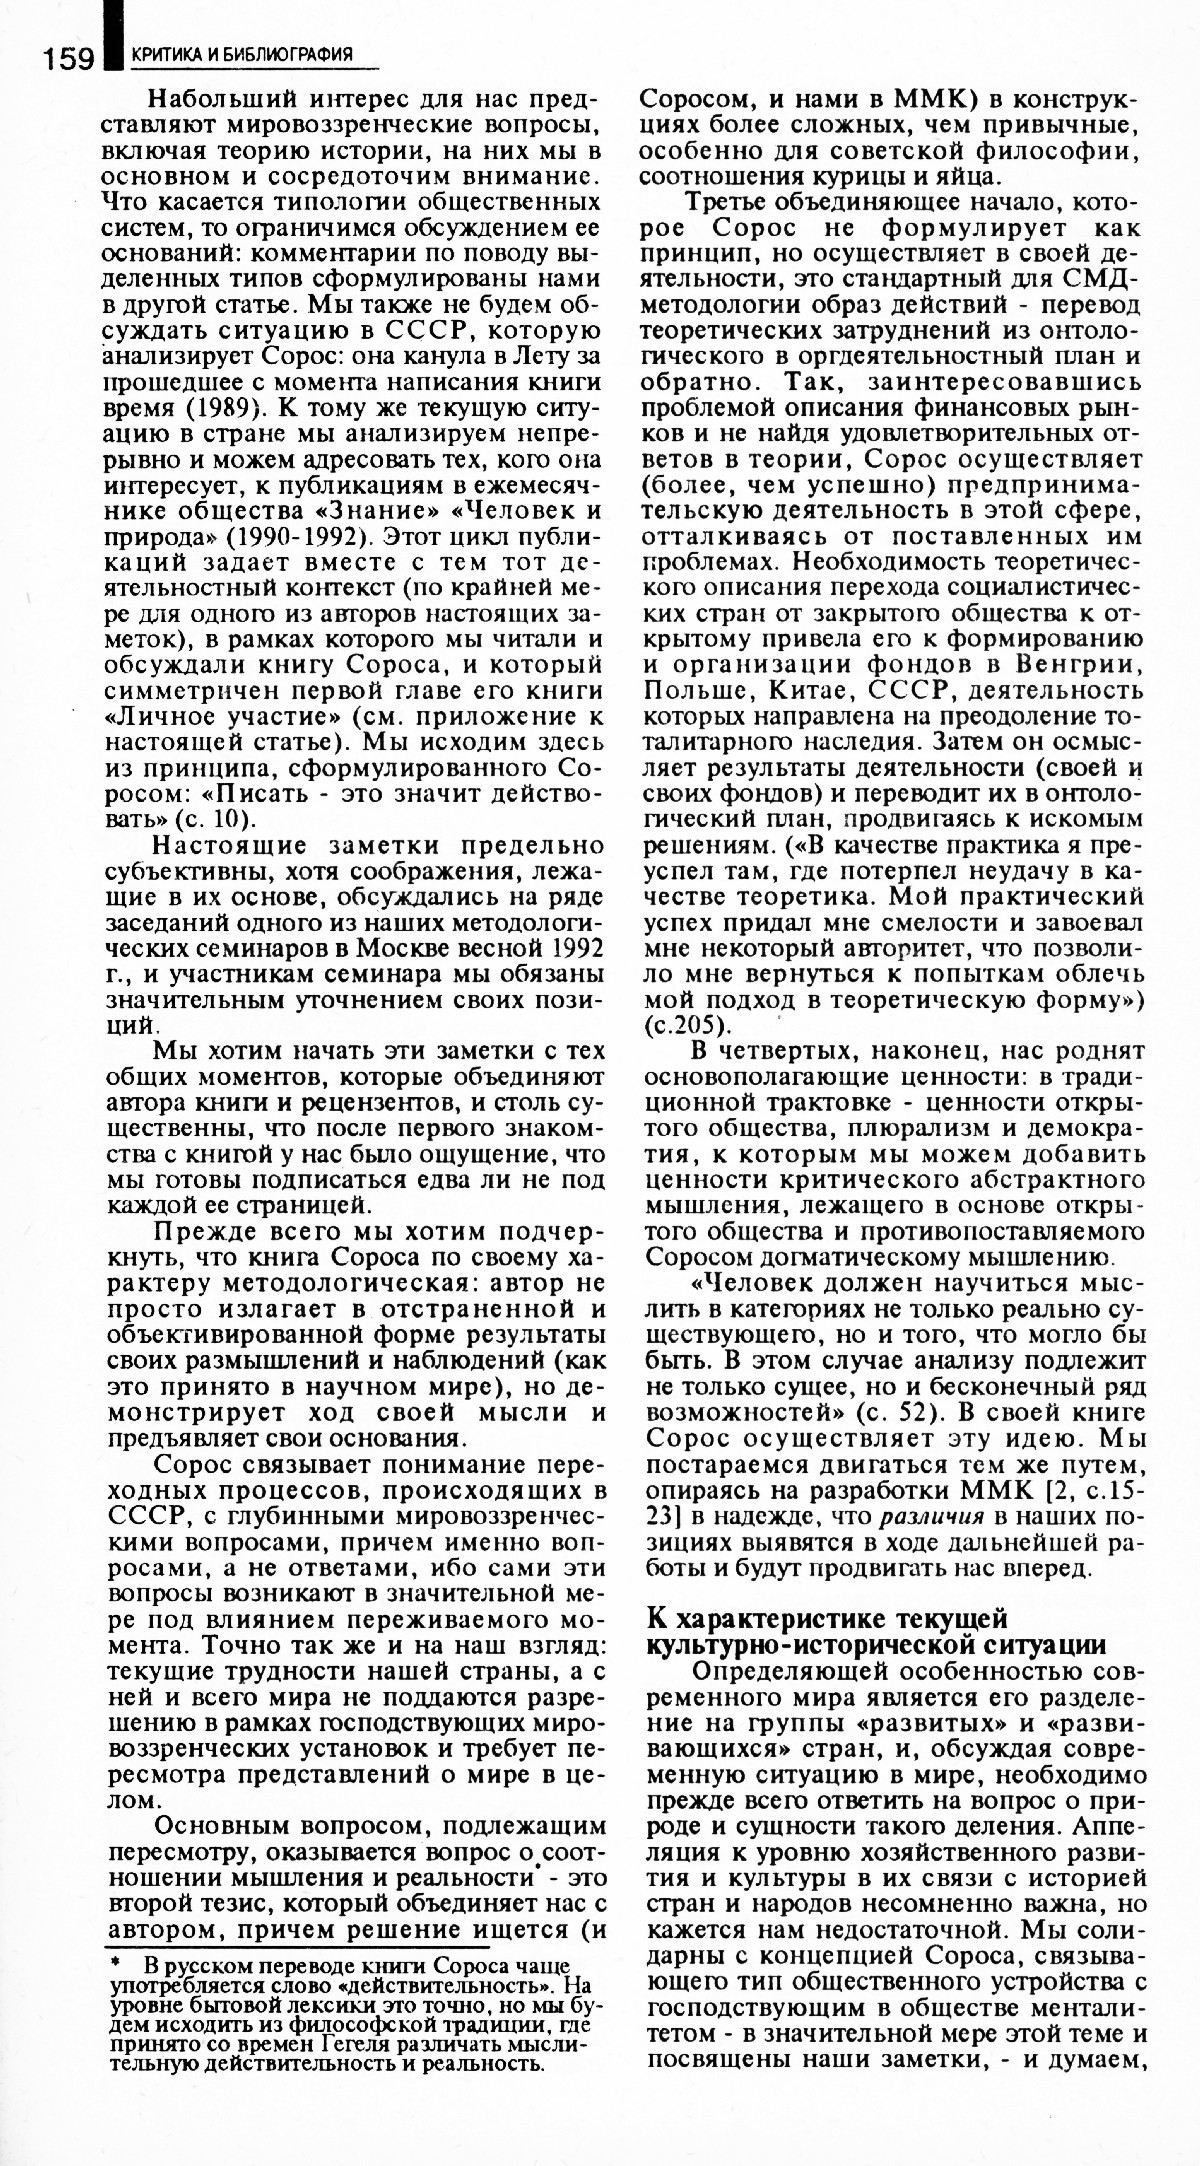 159
КРИТИКА И БИБЛИОГРАФИЯ
Набольший интерес для нас пред-
ставляют мировоззренческие вопросы,
включая теорию истории, на них мы в
основном и сосредоточим внимание.
Что касается типологии общественных
систем, то ограничимся обсуждением ее
оснований: комментарии по поводу вы-
деленных типов сформулированы нами
в другой статье. Мы также не будем об-
суждать ситуацию в СССР, которую
анализирует Сорос: она канула в Лету за
прошедшее с момента написания книги
время (1989). К тому же текущую ситу-
ацию в стране мы анализируем непре-
рывно и можем адресовать тех, кого она
интересует, к публикациям в ежемесяч-
нике общества «Знание» «Человек и
природа» (1990-1992). Этот цикл публи-
каций задает вместе с тем тот де-
ятельностный контекст (по крайней ме-
ре для одного из авторов настоящих за-
меток), в рамках которого мы читали и
обсуждали книгу Сороса, и который
симметричен первой главе его книги
«Личное участие» (см. приложение к
настоящей статье). Мы исходим здесь
из принципа, сформулированного Со-
росом: «Писать - это значит действо-
вать» (с. 10).
Настоящие заметки предельно
субъективны, хотя соображения, лежа-
щие в их основе, обсуждались на ряде
заседаний одного из наших методологи-
ческих семинаров в Москве весной 1992
г., и участникам семинара мы обязаны
значительным уточнением своих пози-
ций.
Мы хотим начать эти заметки с тех
общих моментов, которые объединяют
автора книги и рецензентов, и столь су-
щественны, что после первого знаком-
ства с книгой у нас было ощущение, что
мы готовы подписаться едва ли не под
каждой ее страницей.
Прежде всего мы хотим подчер-
кнуть, что книга Сороса по своему ха-
рактеру методологическая: автор не
просто излагает в отстраненной и
объективированной форме результаты
своих размышлений и наблюдений (как
это принято в научном мире), но де-
монстрирует ход своей мысли и
предъявляет свои основания.
Сорос связывает понимание пере-
ходных процессов, происходящих в
СССР, с глубинными мировоззренчес-
кими вопросами, причем именно воп-
росами, а не ответами, ибо сами эти
вопросы возникают в значительной ме-
ре под влиянием переживаемого мо-
мента. Точно так же и на наш взгляд:
текущие трудности нашей страны, а с
ней и всего мира не поддаются разре-
шению в рамках господствующих миро-
воззренческих установок и требует пе-
ресмотра представлений о мире в це-
лом.
Основным вопросом, подлежащим
пересмотру, оказывается вопрос о соот-
ношении мышления и реальности* - это
второй тезис, который объединяет нас с
автором, причем решение ищется (и
* В русском переводе книги Сороса чаще
употребляется слово «действительность». На
уровне бытовой лексики это точно, но мы бу-
дем исходить из философской традиции, где
принято со времен Гегеля различать мысли-
тельную действительность и реальность.
Соросом, и нами в ММК) в конструк-
циях более сложных, чем привычные,
особенно для советской философии,
соотношения курицы и яйца.
Третье объединяющее начало, кото-
рое Сорос не формулирует как
принцип, но осуществляет в своей де-
ятельности, это стандартный для СМД-
методологии образ действий - перевод
теоретических затруднений из онтоло-
гического в оргдеятельностный план и
обратно. Так, заинтересовавшись
проблемой описания финансовых рын-
ков и не найдя удовлетворительных от-
ветов в теории, Сорос осуществляет
(более, чем успешно) предпринима-
тельскую деятельность в этой сфере,
отталкиваясь от поставленных им
проблемах. Необходимость теоретичес-
кого описания перехода социалистичес-
ких стран от закрытого общества к от-
крытому привела его к формированию
и организации фондов в Венгрии,
Польше, Китае, СССР, деятельность
которых направлена на преодоление то-
талитарного наследия. Затем он осмыс-
ляет результаты деятельности (своей и
своих фондов) и переводит их в онтоло-
гический план, продвигаясь к искомым
решениям. («В качестве практика я пре-
успел там, где потерпел неудачу в ка-
честве теоретика. Мой практический
успех придал мне смелости и завоевал
мне некоторый авторитет, что позволи-
ло мне вернуться к попыткам облечь
мой подход в теоретическую форму»)
(с.205).
В четвертых, наконец, нас роднят
основополагающие ценности: в тради-
ционной трактовке - ценности откры-
того общества, плюрализм и демокра-
тия, к которым мы можем добавить
ценности критического абстрактного
мышления, лежащего в основе откры-
того общества и противопоставляемого
Соросом догматическому мышлению.
«Человек должен научиться мыс-
лить в категориях не только реально су-
ществующего, но и того, что могло бы
быть. В этом случае анализу подлежит
не только сущее, но и бесконечный ряд
возможностей» (с. 52). В своей книге
Сорос осуществляет эту идею. Мы
постараемся двигаться тем же путем,
опираясь на разработки ММК [2, с.15-
23] в надежде, что различия в наших по-
зициях выявятся в ходе дальнейшей ра-
боты и будут продвигать нас вперед.
К характеристике текущей
культурно-исторической ситуации
Определяющей особенностью сов-
ременного мира является его разделе-
ние на группы «развитых» и «разви-
вающихся» стран, и, обсуждая совре-
менную ситуацию в мире, необходимо
прежде всего ответить на вопрос о при-
роде и сущности такого деления. Аппе-
ляция к уровню хозяйственного разви-
тия и культуры в их связи с историей
стран и народов несомненно важна, но
кажется нам недостаточной. Мы соли-
дарны с концепцией Сороса, связыва-
ющего тип общественного устройства с
господствующим в обществе ментали-
тетом - в значительной мере этой теме и
посвящены наши заметки, - и думаем,